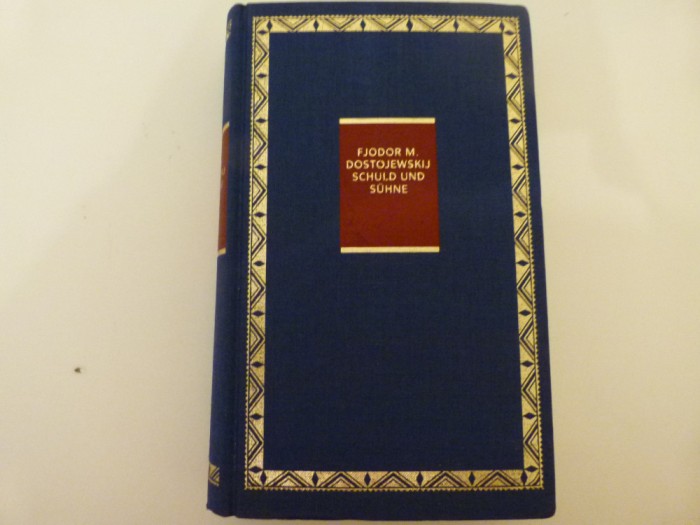 FJODOR M.
DOSTOJEWSKIJ
SCHULD UND
SÜHNE